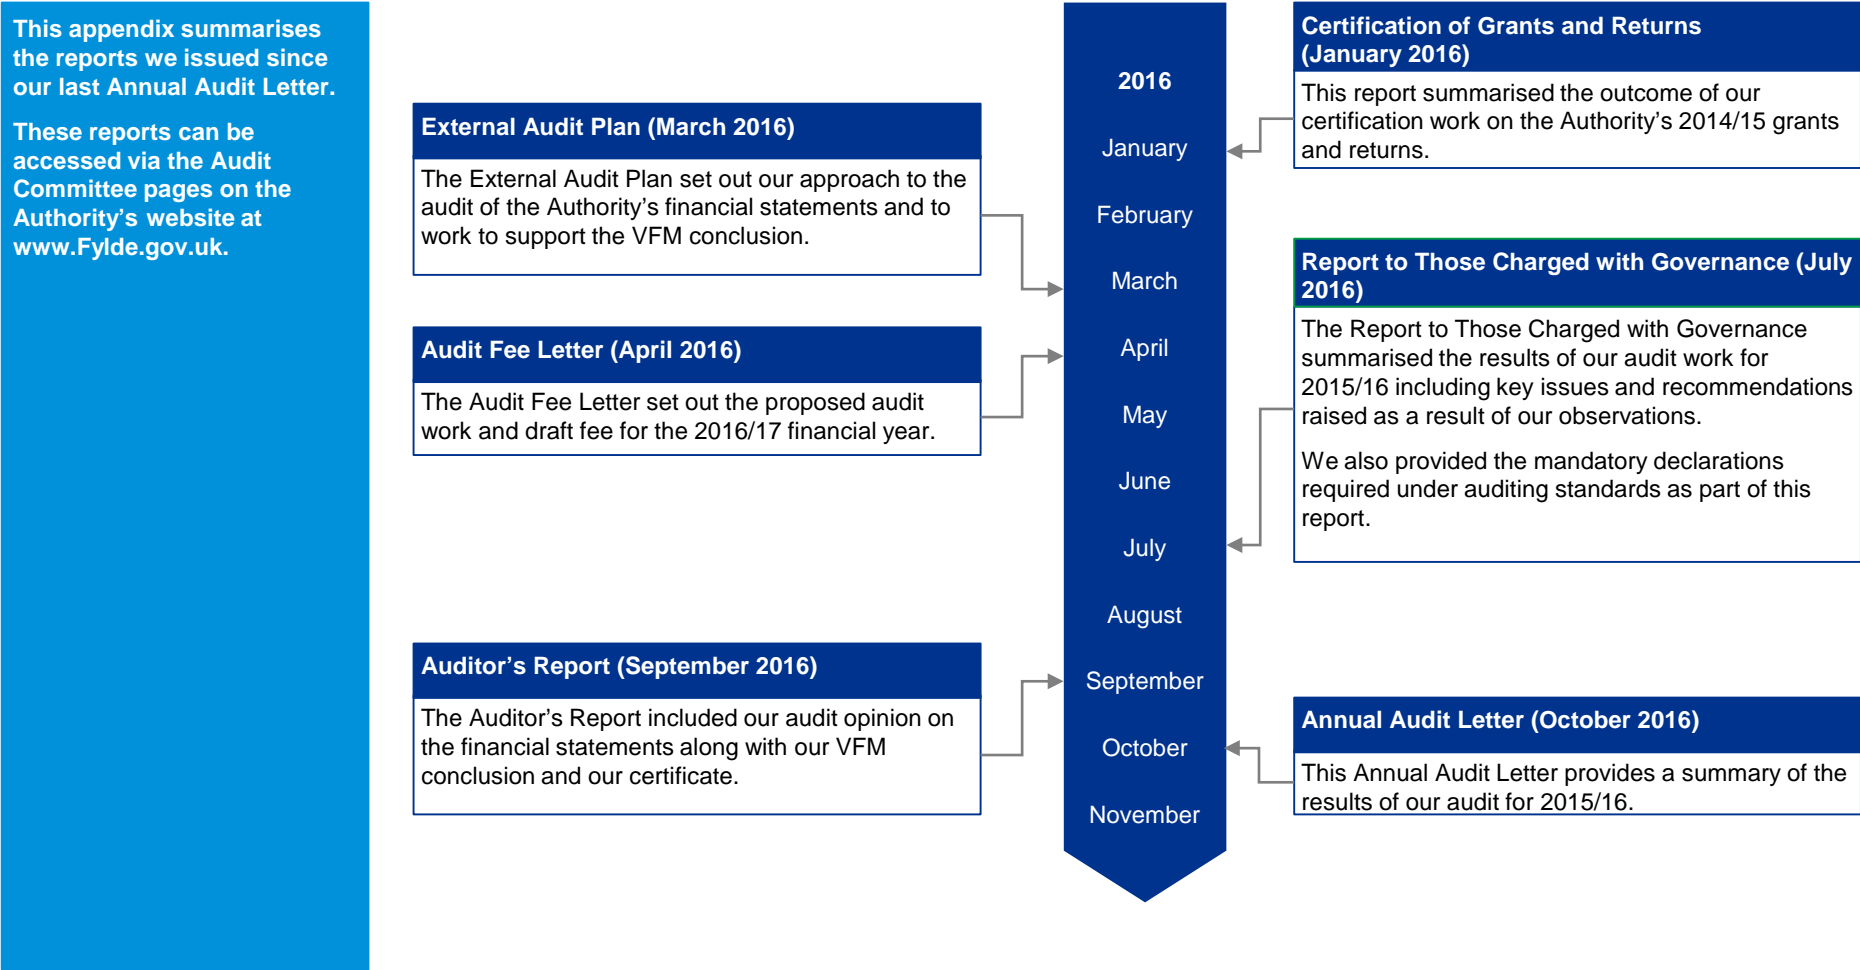 This appendix summarises
the reports we issued since
our last Annual Audit Letter.
These reports can be
accessed via the Audit
Committee pages on the
Authority’s website at
www.Fylde.gov.uk.
External Audit Plan (March 2016)
The External Audit Plan set out our approach to the
audit of the Authority’s financial statements and to
work to support the VFM conclusion.
Audit Fee Letter (April 2016)
The Audit Fee Letter set out the proposed audit
work and draft fee for the 2016/17 financial year.
Auditor’s Report (September 2016)
The Auditor’s Report included our audit opinion on
the financial statements along with our VFM
conclusion and our certificate.
2016
January
February
March
April
May
June
July
August
September
October
November
Certification of Grants and Returns
(January 2016)
This report summarised the outcome of our
certification work on the Authority’s 2014/15 grants
and returns.
Report to Those Charged with Governance (July
2016)
The Report to Those Charged with Governance
summarised the results of our audit work for
2015/16 including key issues and recommendations
raised as a result of our observations.
We also provided the mandatory declarations
required under auditing standards as part of this
report.
Annual Audit Letter (October 2016)
This Annual Audit Letter provides a summary of the
results of our audit for 2015/16.